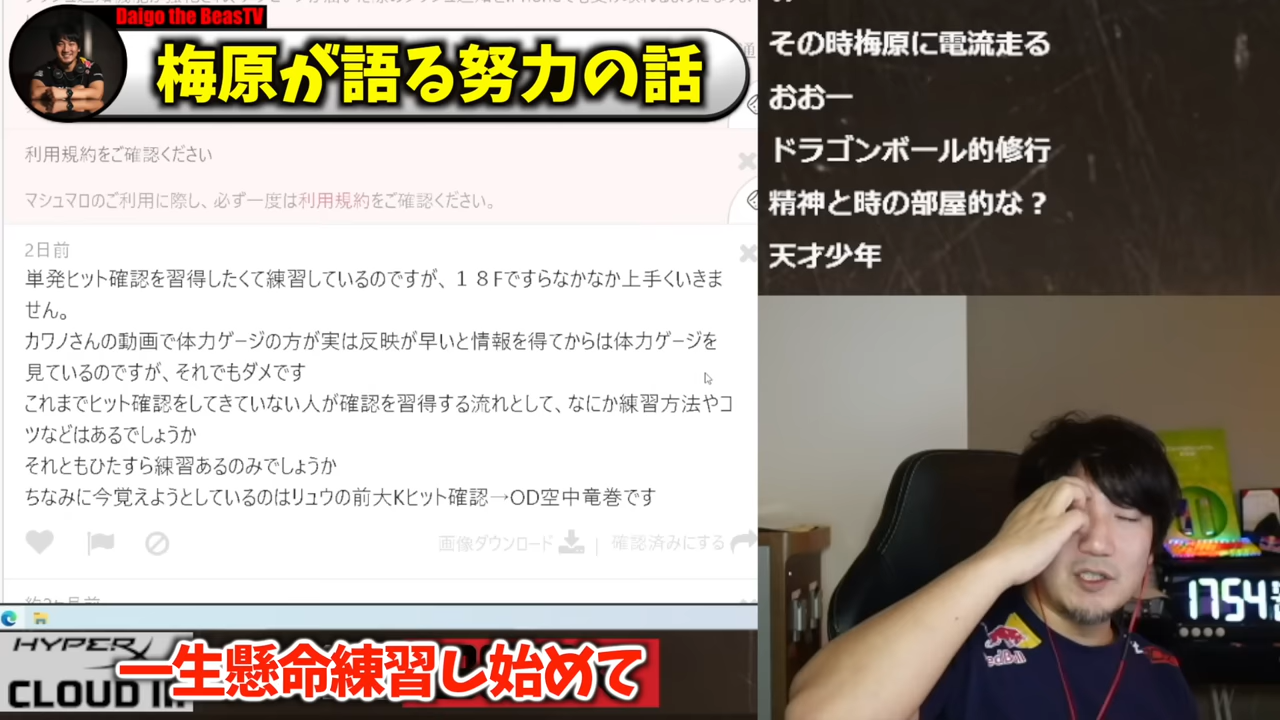 Daigo the BeasTV
梅原が語る努力の話
利用規約をご確認ください
マシュマロのご利用に際し、必ず一度は利用規約をご確認ください。
2日前
単発ヒット確認を習得したくて練習しているのですが、１８Fですらなかなか上手くいきま
せん。
カワノさんの動画で体力ゲージの方が実は反映が早いと情報を得てからは体力ゲージを
見ているのですが、それでもダメです
これまでヒット確認をしてきていない人が確認を習得する流れとして、なにか練習方法やコ
ツなどはあるでしょうか
それともひたすら練習あるのみでしょうか
ちなみに今覚えようとしているのはリュウの前大Kヒット確認→OD空中竜巻です
画像ダウンロード
確認済みにする
その時梅原に電流走る
おおー
ドラゴンボール的修行
精神と時の部屋的な？
天才少年
RedBull
1754
HYPERX
CLOUD III
一生懸命練習し始めて